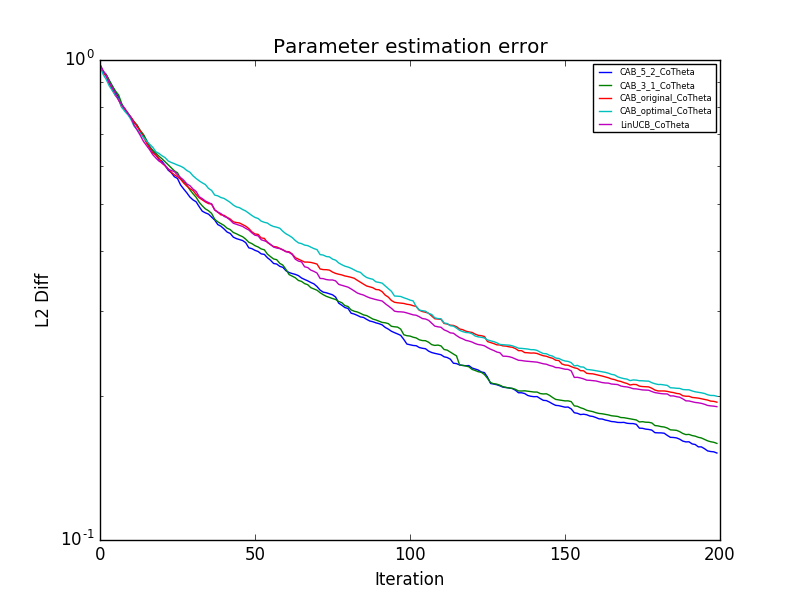 Parameter estimation error
10^0
CAB_5_2_CoTheta
CAB_3_1_CoTheta
CAB_original_CoTheta
CAB_optimal_CoTheta
LinUCB_CoTheta
L2 Diff
10^-1
0 50 100 150 200
Iteration